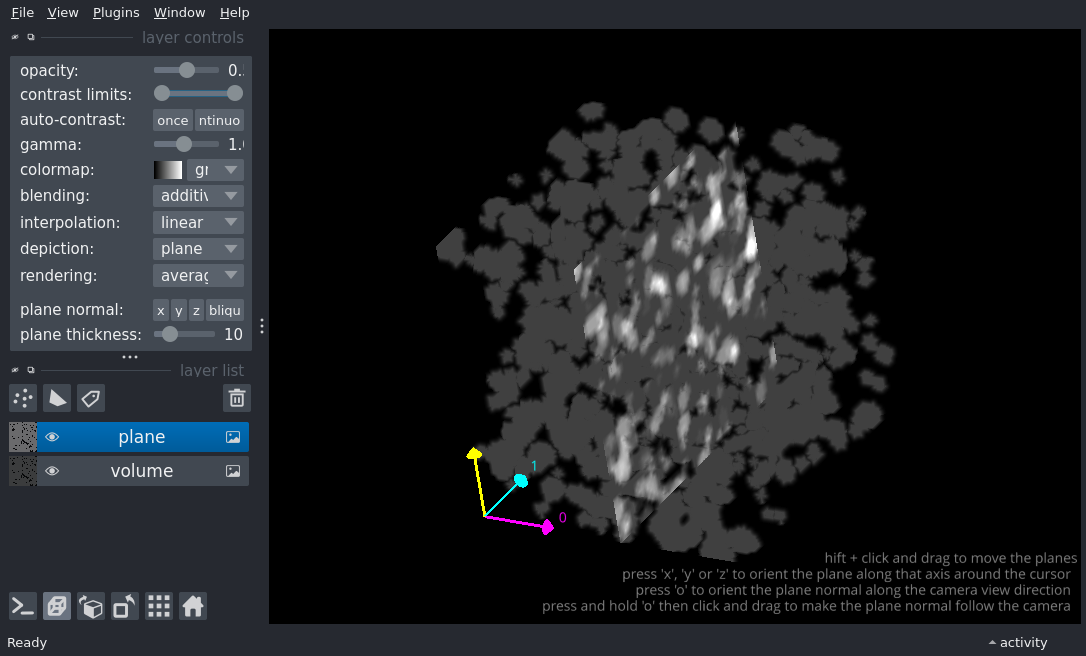 File View Plugins Window Help
layer controls
opacity: 0.
contrast limits:
auto-contrast: once ntinuo
gamma: 1.
colormap: gr
blending: additiv
interpolation: linear
depiction: plane
rendering: averag
plane normal: x y z bliqu
plane thickness: 10
layer list
plane
volume
1
0
hift + click and drag to move the planes
press 'x', 'y' or 'z' to orient the plane along that axis around the cursor
press 'o' to orient the plane normal along the camera view direction
press and hold 'o' then click and drag to make the plane normal follow the camera
Ready activity